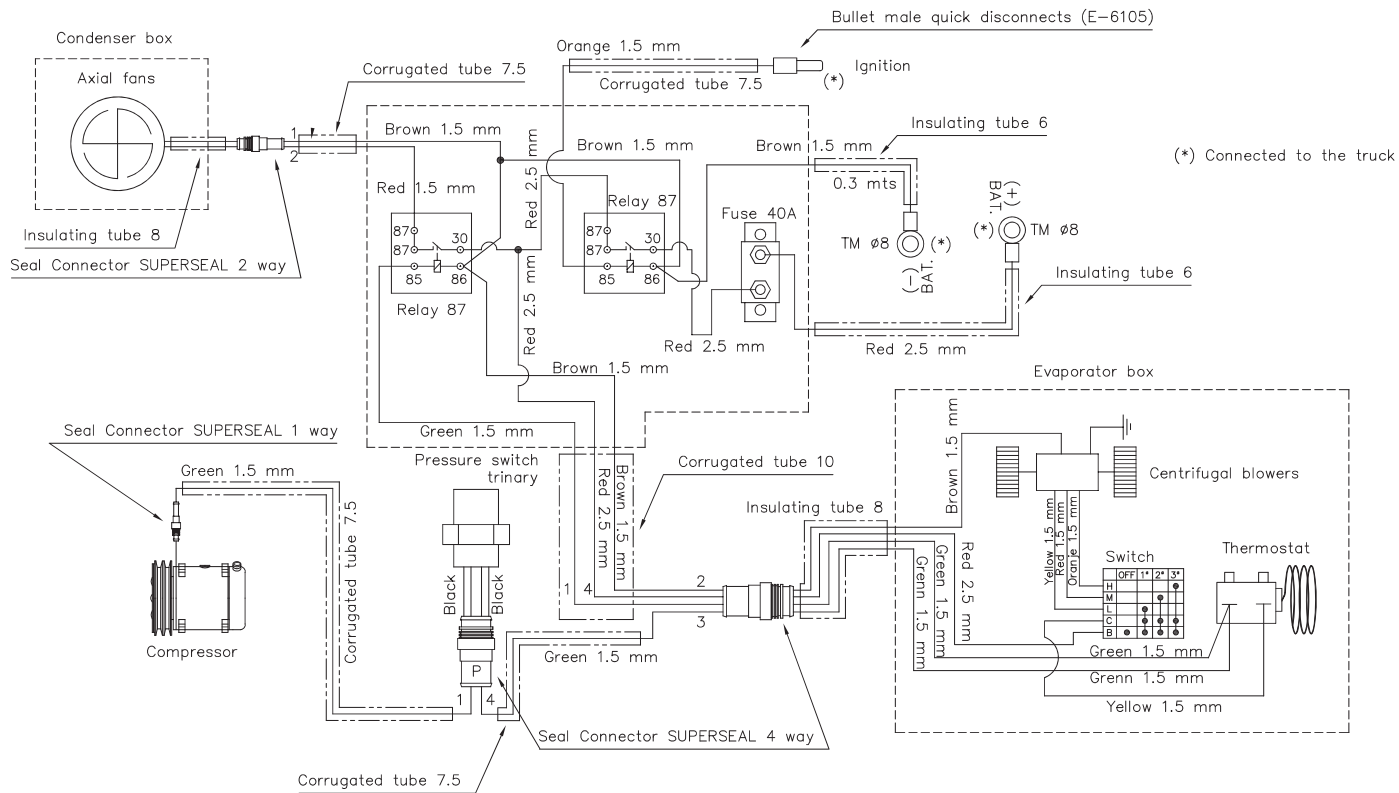 Bullet male quick disconnects (E-6105)
Condenser box
Axial fans
Corrugated tube 7.5
Orange 1.5 mm
Corrugated tube 7.5
Ignition
(*)
1
2
Brown 1.5 mm
Red 2.5 mm
Brown 1.5 mm
Brown 1.5 mm
Insulating tube 6
0.3 mts
(*) Connected to the truck
Red 1.5 mm
Relay 87
Fuse 40A
(+)
BAT.
(*)
TM ø8
TM ø8
(*)
(-)
BAT.
87
87
30
85
86
Relay 87
87
87
30
85
86
Insulating tube 8
Seal Connector SUPERSEAL 2 way
Red 2.5 mm
Red 2.5 mm
Insulating tube 6
Red 2.5 mm
Brown 1.5 mm
Evaporator box
Green 1.5 mm
Seal Connector SUPERSEAL 1 way
Green 1.5 mm
Corrugated tube 7.5
Pressure switch
trinary
Corrugated tube 10
Brown 1.5 mm
Red 2.5 mm
1
4
Insulating tube 8
2
3
Brown 1.5 mm
Centrifugal blowers
Yellow 1.5 mm
Red 1.5 mm
Oranje 1.5 mm
Red 2.5 mm
Green 1.5 mm
Grenn 1.5 mm
Switch
OFF 1ª 2ª 3ª
H
M
L
C
B
Thermostat
Black
Black
P
1
4
Compressor
Green 1.5 mm
Green 1.5 mm
Grenn 1.5 mm
Yellow 1.5 mm
Seal Connector SUPERSEAL 4 way
Corrugated tube 7.5